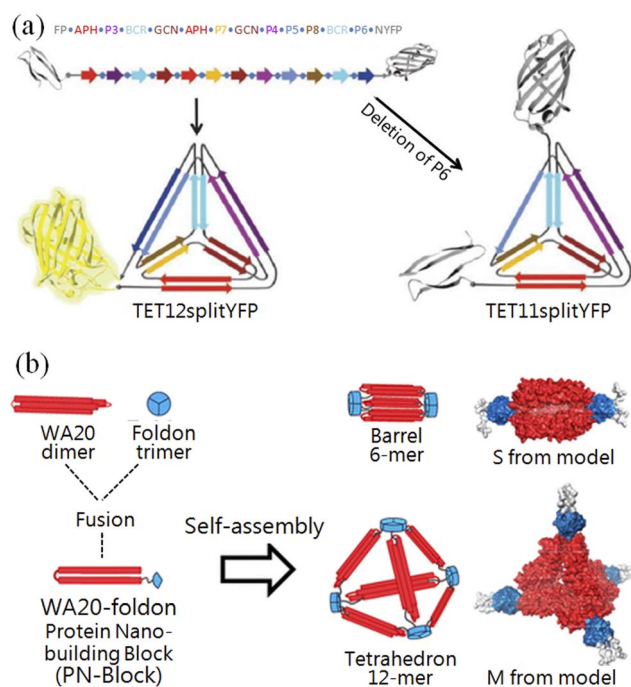 (a)
FP•APH•P3•BCR•GCN•APH•P7•GCN•P4•P5•P8•BCR•P6•NYFP
Deletion of P6
TET12splitYFP
TET11splitYFP
(b)
WA20
dimer
Foldon
trimer
Fusion
WA20-foldon
Protein Nano-
building Block
(PN-Block)
Self-assembly
Barrel
6-mer
S from model
Tetrahedron
12-mer
M from model